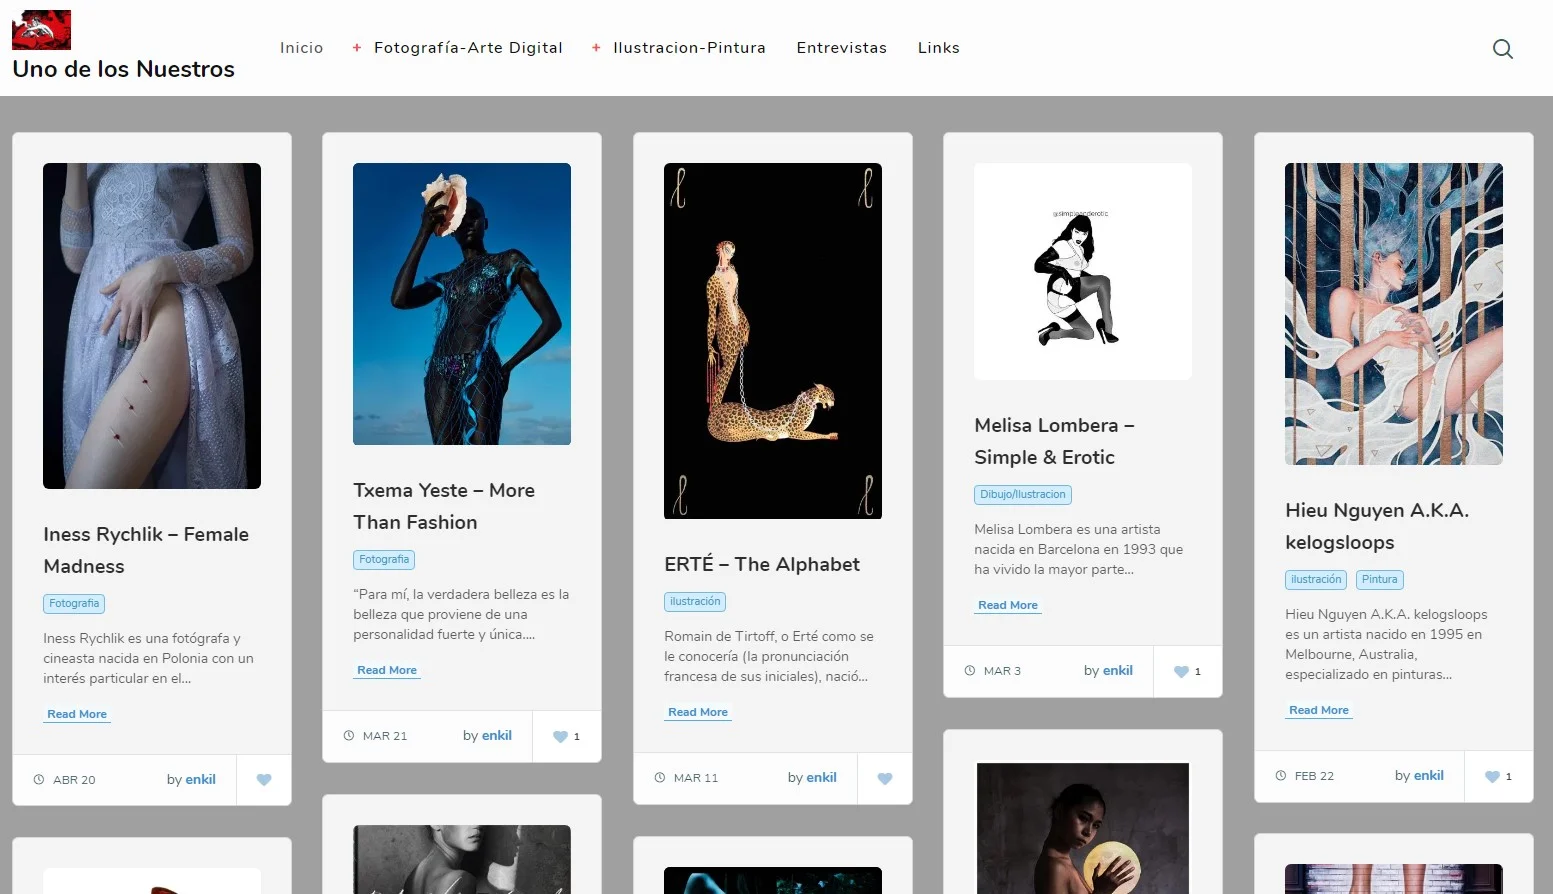 Uno de los Nuestros
Inicio
+ Fotografía-Arte Digital
+ Ilustracion-Pintura
Entrevistas
Links
Iness Rychlik – Female
Madness
Fotografia
Iness Rychlik es una fotógrafa y
cineasta nacida en Polonia con un
interés particular en el...
Read More
ABR 20
by enkil
Txema Yeste – More
Than Fashion
Fotografia
“Para mí, la verdadera belleza es la
belleza que proviene de una
personalidad fuerte y única....
Read More
MAR 21
by enkil
1
ERTÉ – The Alphabet
ilustración
Romain de Tirtoff, o Erté como se
le conocería (la pronunciación
francesa de sus iniciales), nació...
Read More
MAR 11
by enkil
@simpleanderotic
Melisa Lombera –
Simple & Erotic
Dibujo/Ilustracion
Melisa Lombera es una artista
nacida en Barcelona en 1993 que
ha vivido la mayor parte...
Read More
MAR 3
by enkil
1
Hieu Nguyen A.K.A.
kelogsloops
ilustración
Pintura
Hieu Nguyen A.K.A. kelogsloops
es un artista nacido en 1995 en
Melbourne, Australia,
especializado en pinturas...
Read More
FEB 22
by enkil
1